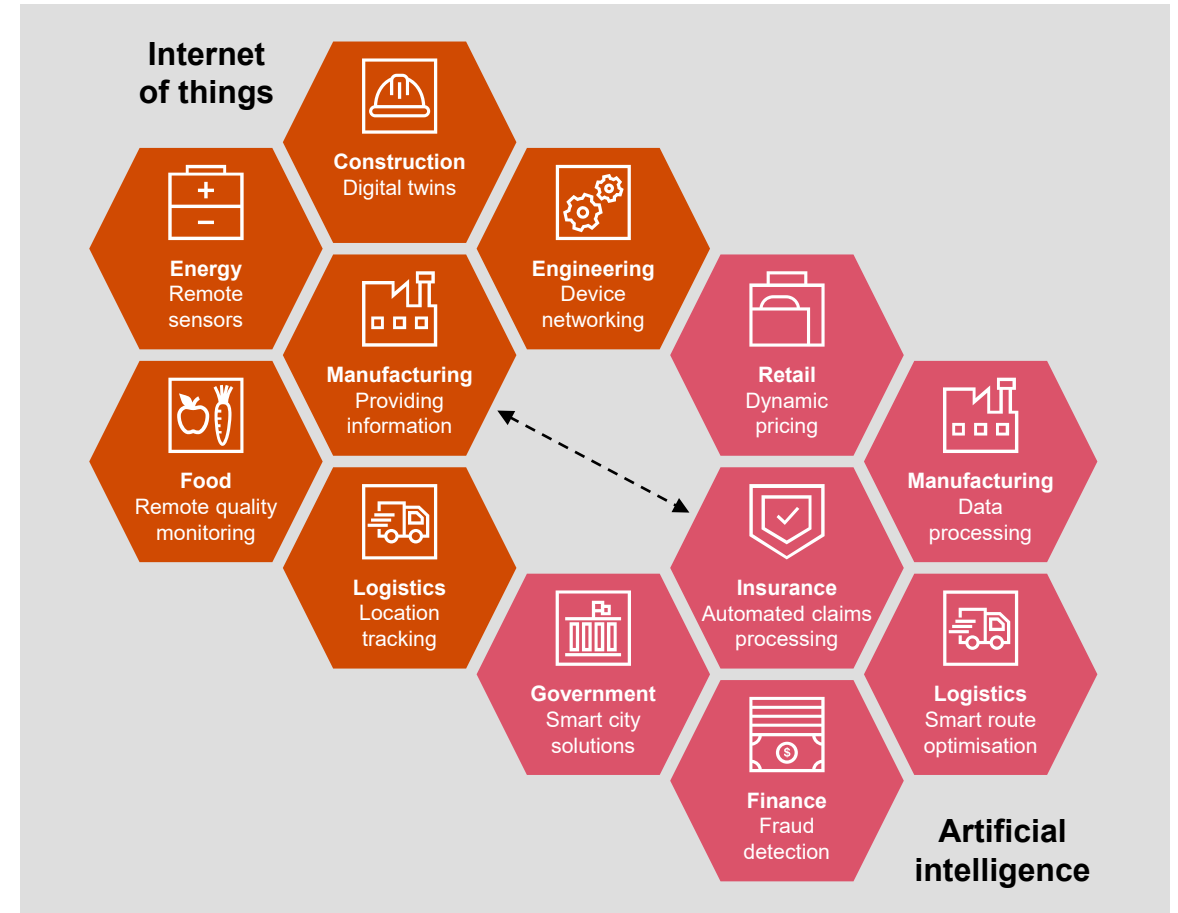 Internet
of things
Construction
Digital twins
Energy
Remote
sensors
Engineering
Device
networking
Manufacturing
Providing
information
Retail
Dynamic
pricing
Food
Remote quality
monitoring
Manufacturing
Data
processing
Logistics
Location
tracking
Insurance
Automated claims
processing
Government
Smart city
solutions
Logistics
Smart route
optimisation
$
Finance
Fraud
detection
Artificial
intelligence